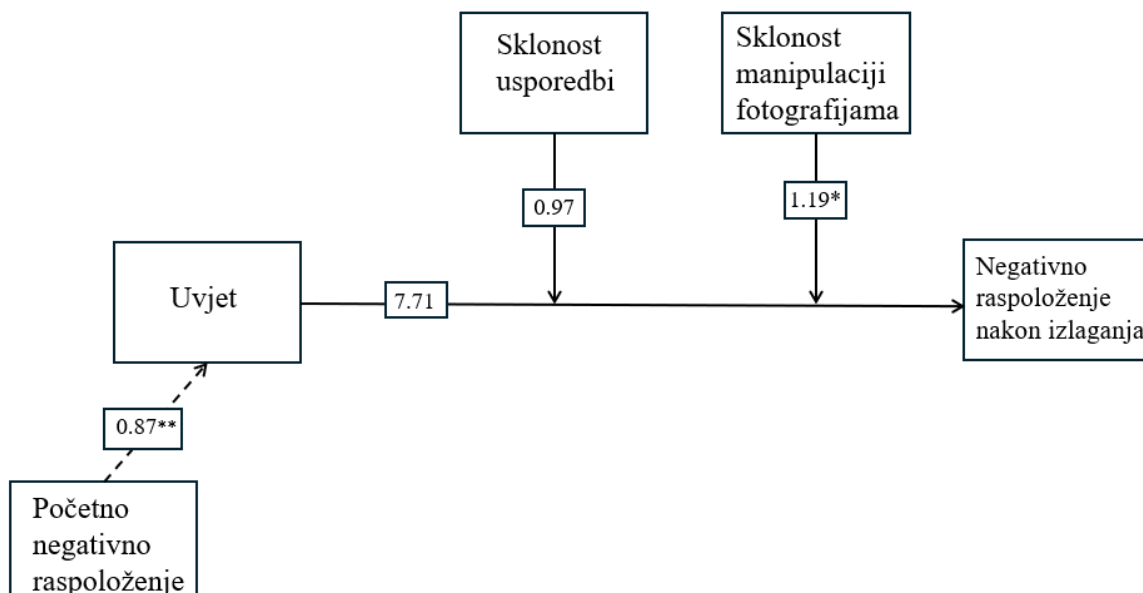 Sklonost
usporedbi
Sklonost
manipulaciji
fotografijama
0.97
1.19*
Uvjet
7.71
Negativno
raspoloženje
nakon izlaganja
0.87**
Početno
negativno
raspoloženje